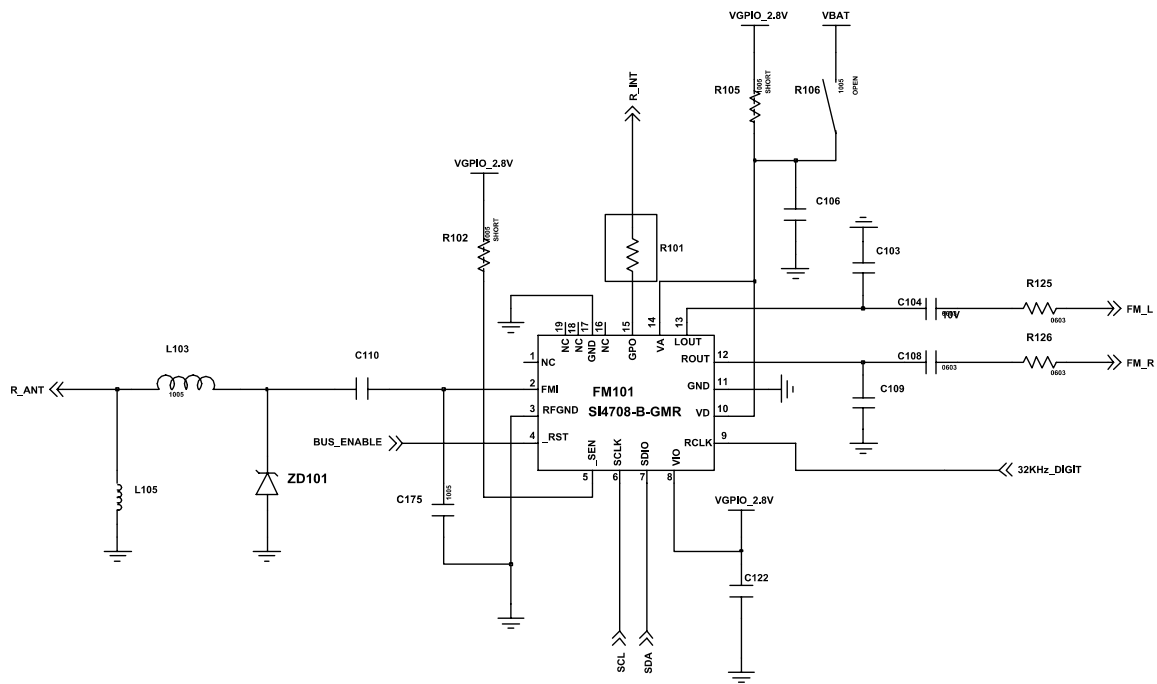 VGPIO_2.8V
VBAT
R105
1005
SHORT
R106
1005
OPEN
R_INT
VGPIO_2.8V
R102
1005
SHORT
R101
C106
C103
C104
10V
R125
0603
FM_L
19
18
17
16
15
14
13
NC
NC
GND
NC
GPO
VA
LOUT
L103
1005
C110
R_ANT
1
NC
2
FMI
3
RFGND
4
_RST
BUS_ENABLE
FM101
SI4708-B-GMR
ROUT
12
GND
11
VD
10
RCLK
9
C108
0603
R126
0603
FM_R
C109
_SEN
SCLK
SDIO
VIO
5
6
7
8
32KHz_DIGIT
L105
ZD101
C175
1005
VGPIO_2.8V
C122
SCL
SDA